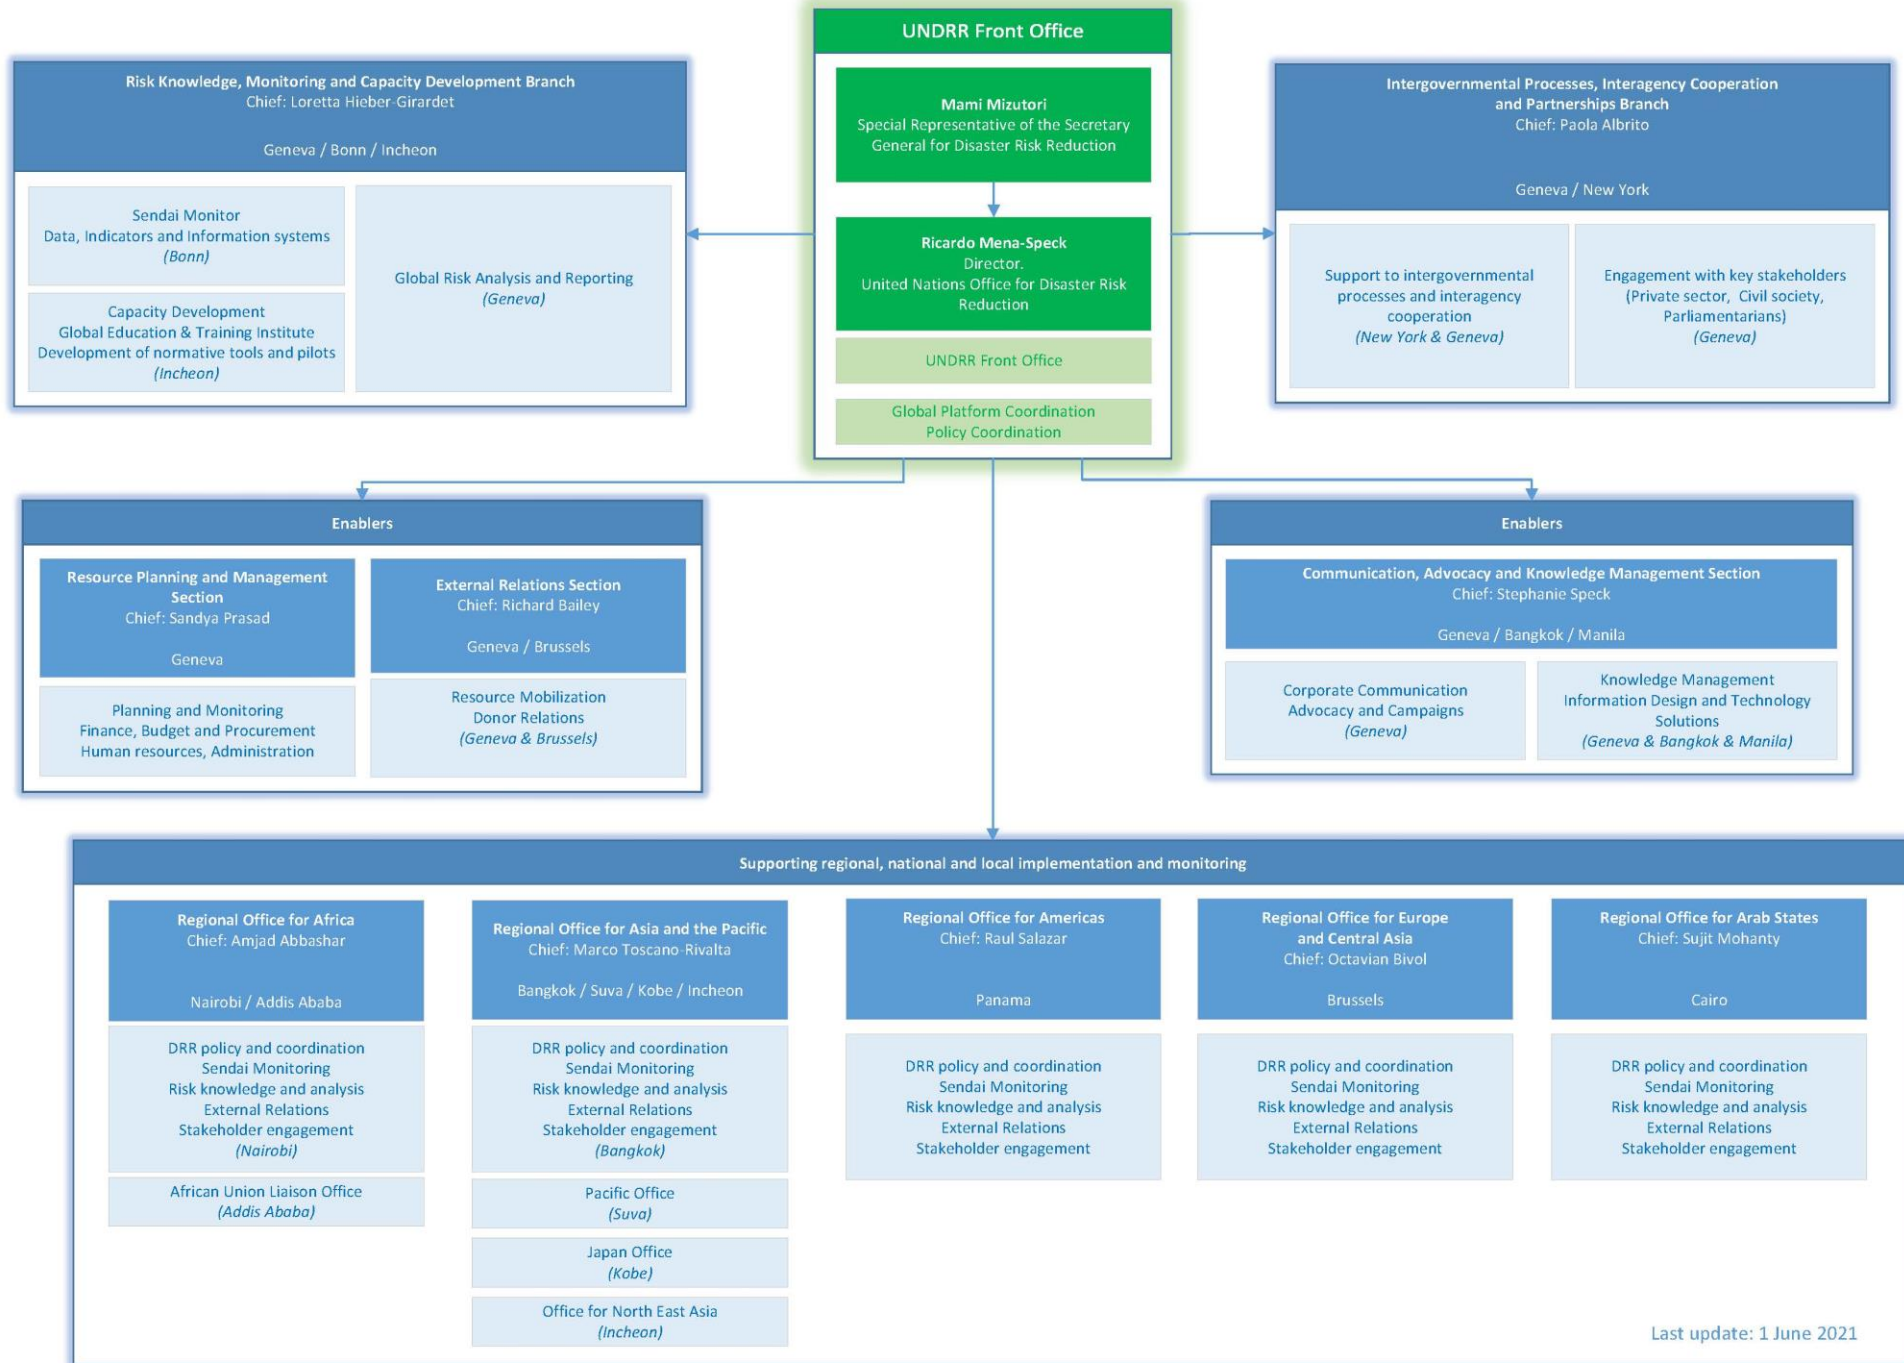 UNDRR Front Office
Mami Mizutori
Special Representative of the Secretary
General for Disaster Risk Reduction
Ricardo Mena-Speck
Director.
United Nations Office for Disaster Risk
Reduction
UNDRR Front Office
Global Platform Coordination
Policy Coordination
Risk Knowledge, Monitoring and Capacity Development Branch
Chief: Loretta Hieber-Girardet
Geneva / Bonn / Incheon
Sendai Monitor
Data, Indicators and Information systems
(Bonn)
Capacity Development
Global Education & Training Institute
Development of normative tools and pilots
(Incheon)
Global Risk Analysis and Reporting
(Geneva)
Intergovernmental Processes, Interagency Cooperation
and Partnerships Branch
Chief: Paola Albrito
Geneva / New York
Support to intergovernmental
processes and interagency
cooperation
(New York & Geneva)
Engagement with key stakeholders
(Private sector, Civil society,
Parliamentarians)
(Geneva)
Enablers
Resource Planning and Management
Section
Chief: Sandya Prasad
Geneva
Planning and Monitoring
Finance, Budget and Procurement
Human resources, Administration
External Relations Section
Chief: Richard Bailey
Geneva / Brussels
Resource Mobilization
Donor Relations
(Geneva & Brussels)
Enablers
Communication, Advocacy and Knowledge Management Section
Chief: Stephanie Speck
Geneva / Bangkok / Manila
Corporate Communication
Advocacy and Campaigns
(Geneva)
Knowledge Management
Information Design and Technology
Solutions
(Geneva & Bangkok & Manila)
Supporting regional, national and local implementation and monitoring
Regional Office for Africa
Chief: Amjad Abbashar
Nairobi / Addis Ababa
DRR policy and coordination
Sendai Monitoring
Risk knowledge and analysis
External Relations
Stakeholder engagement
(Nairobi)
African Union Liaison Office
(Addis Ababa)
Regional Office for Asia and the Pacific
Chief: Marco Toscano-Rivalta
Bangkok / Suva / Kobe / Incheon
DRR policy and coordination
Sendai Monitoring
Risk knowledge and analysis
External Relations
Stakeholder engagement
(Bangkok)
Pacific Office
(Suva)
Japan Office
(Kobe)
Office for North East Asia
(Incheon)
Regional Office for Americas
Chief: Raul Salazar
Panama
DRR policy and coordination
Sendai Monitoring
Risk knowledge and analysis
External Relations
Stakeholder engagement
Regional Office for Europe
and Central Asia
Chief: Octavian Bivol
Brussels
DRR policy and coordination
Sendai Monitoring
Risk knowledge and analysis
External Relations
Stakeholder engagement
Regional Office for Arab States
Chief: Sujit Mohanty
Cairo
DRR policy and coordination
Sendai Monitoring
Risk knowledge and analysis
External Relations
Stakeholder engagement
Last update: 1 June 2021